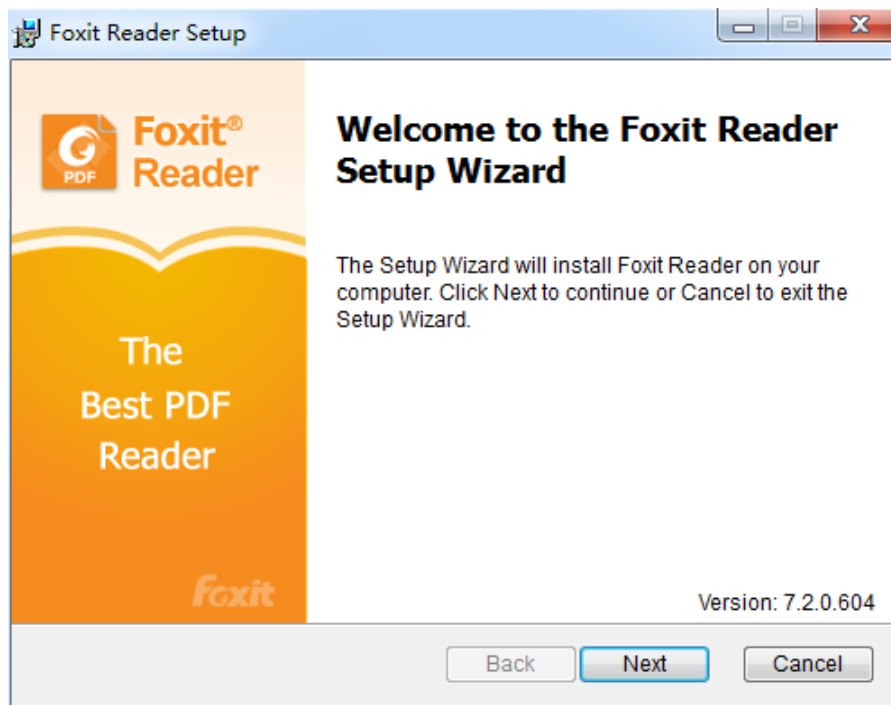 Foxit Reader Setup
Foxit®
Reader
PDF
The
Best PDF
Reader
Foxit
Welcome to the Foxit Reader
Setup Wizard
The Setup Wizard will install Foxit Reader on your
computer. Click Next to continue or Cancel to exit the
Setup Wizard.
Version: 7.2.0.604
Back
Next
Cancel